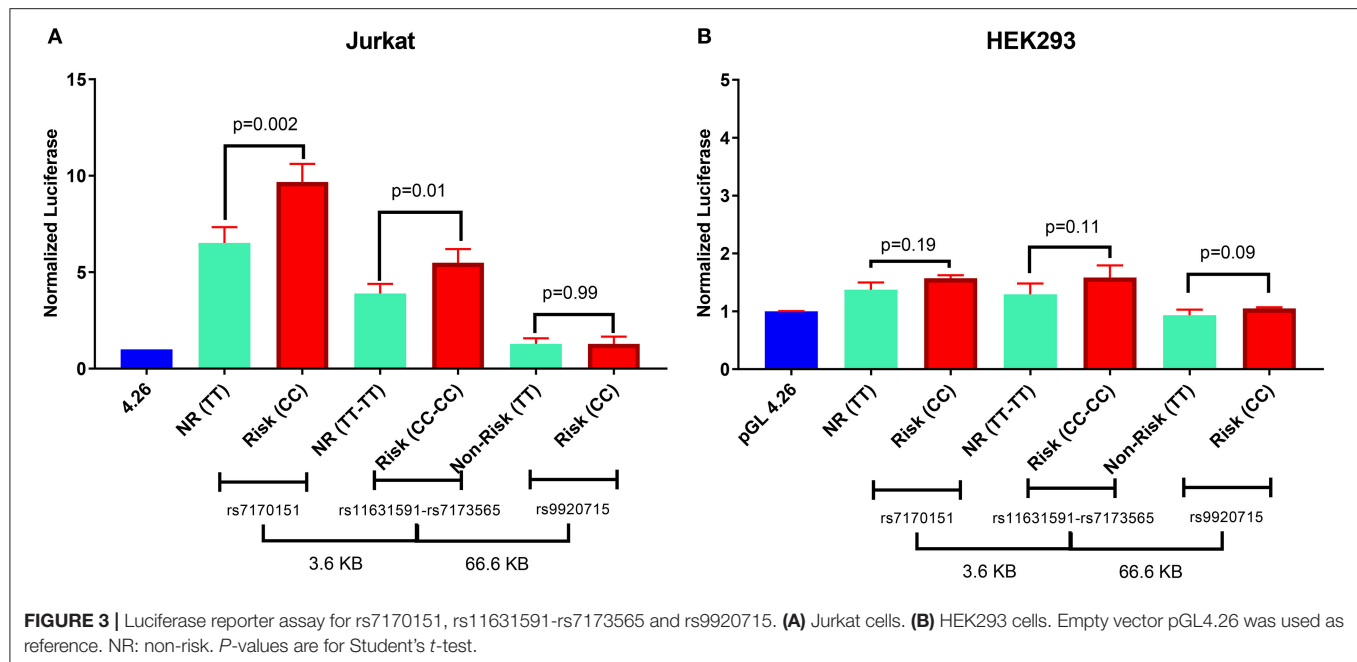 A
Jurkat
Normalized Luciferase
15
10
5
0
p=0.002
p=0.01
p=0.99
4.26
NR (TT)
Risk (CC)
NR (TT-TT)
Risk (CC-CC)
Non-Risk (TT)
Risk (CC)
rs7170151
rs11631591-rs7173565
rs9920715
3.6 KB
66.6 KB
B
HEK293
Normalized Luciferase
5
4
3
2
1
0
p=0.19
p=0.11
p=0.09
pGL 4.26
NR (TT)
Risk (CC)
NR (TT-TT)
Risk (CC-CC)
Non-Risk (TT)
Risk (CC)
rs7170151
rs11631591-rs7173565
rs9920715
3.6 KB
66.6 KB
FIGURE 3 | Luciferase reporter assay for rs7170151, rs11631591-rs7173565 and rs9920715. (A) Jurkat cells. (B) HEK293 cells. Empty vector pGL4.26 was used as
reference. NR: non-risk. P-values are for Student's t-test.